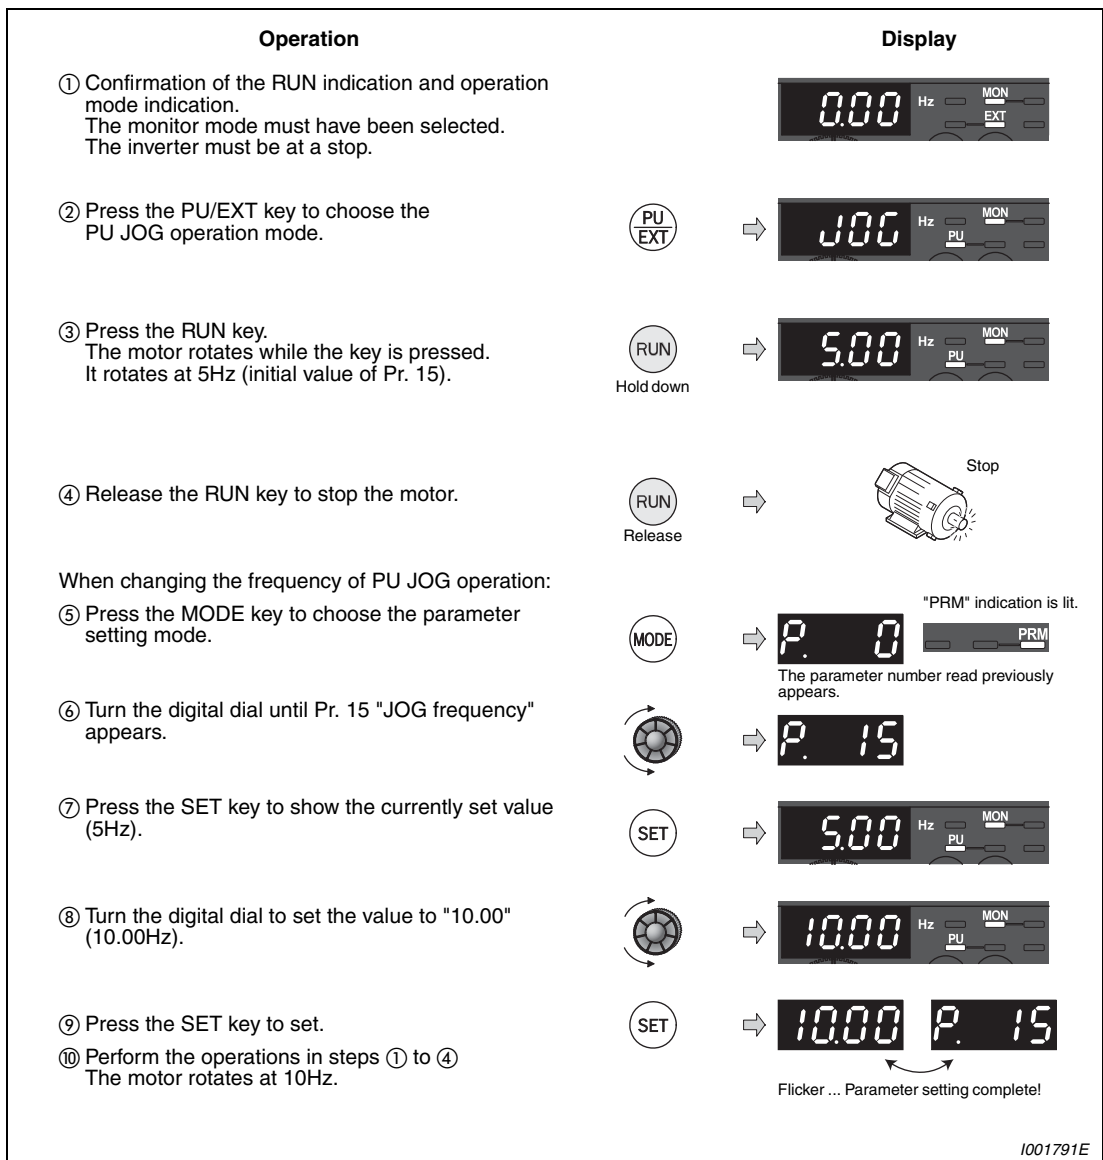 Operation
Display
① Confirmation of the RUN indication and operation
mode indication.
The monitor mode must have been selected.
The inverter must be at a stop.
0.00 Hz MON
EXT
② Press the PU/EXT key to choose the
PU JOG operation mode.
PU
EXT
JOG Hz MON
PU
③ Press the RUN key.
The motor rotates while the key is pressed.
It rotates at 5Hz (initial value of Pr. 15).
RUN
Hold down
5.00 Hz MON
PU
④ Release the RUN key to stop the motor.
RUN
Release
Stop
When changing the frequency of PU JOG operation:
⑤ Press the MODE key to choose the parameter
setting mode.
MODE
P. 0
"PRM" indication is lit.
PRM
The parameter number read previously
appears.
⑥ Turn the digital dial until Pr. 15 "JOG frequency"
appears.
P. 15
⑦ Press the SET key to show the currently set value
(5Hz).
SET
5.00 Hz MON
PU
⑧ Turn the digital dial to set the value to "10.00"
(10.00Hz).
10.00 Hz MON
PU
⑨ Press the SET key to set.
SET
10.00 P. 15
⑩ Perform the operations in steps ① to ④
The motor rotates at 10Hz.
Flicker ... Parameter setting complete!
I001791E